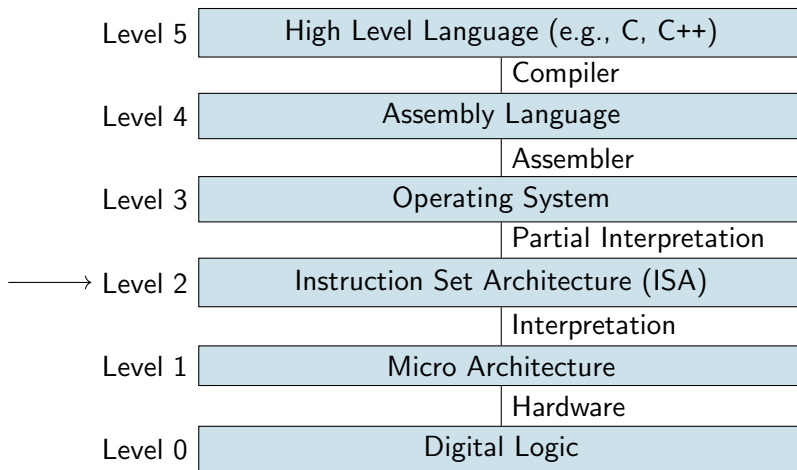 Level 5 High Level Language (e.g., C, C++)
Compiler
Level 4 Assembly Language
Assembler
Level 3 Operating System
Partial Interpretation
Level 2 Instruction Set Architecture (ISA)
Interpretation
Level 1 Micro Architecture
Hardware
Level 0 Digital Logic